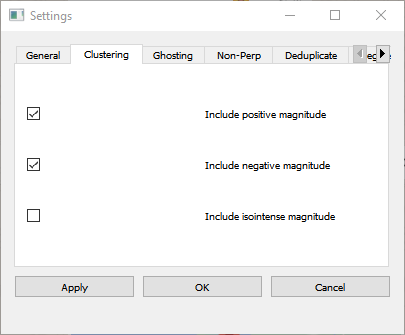 Settings
General Clustering Ghosting Non-Perp Deduplicate
Include positive magnitude
Include negative magnitude
Include isointense magnitude
Apply OK Cancel